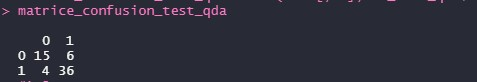 > matrice_confusion_test_qda
0 1
0 15 6
1 4 36